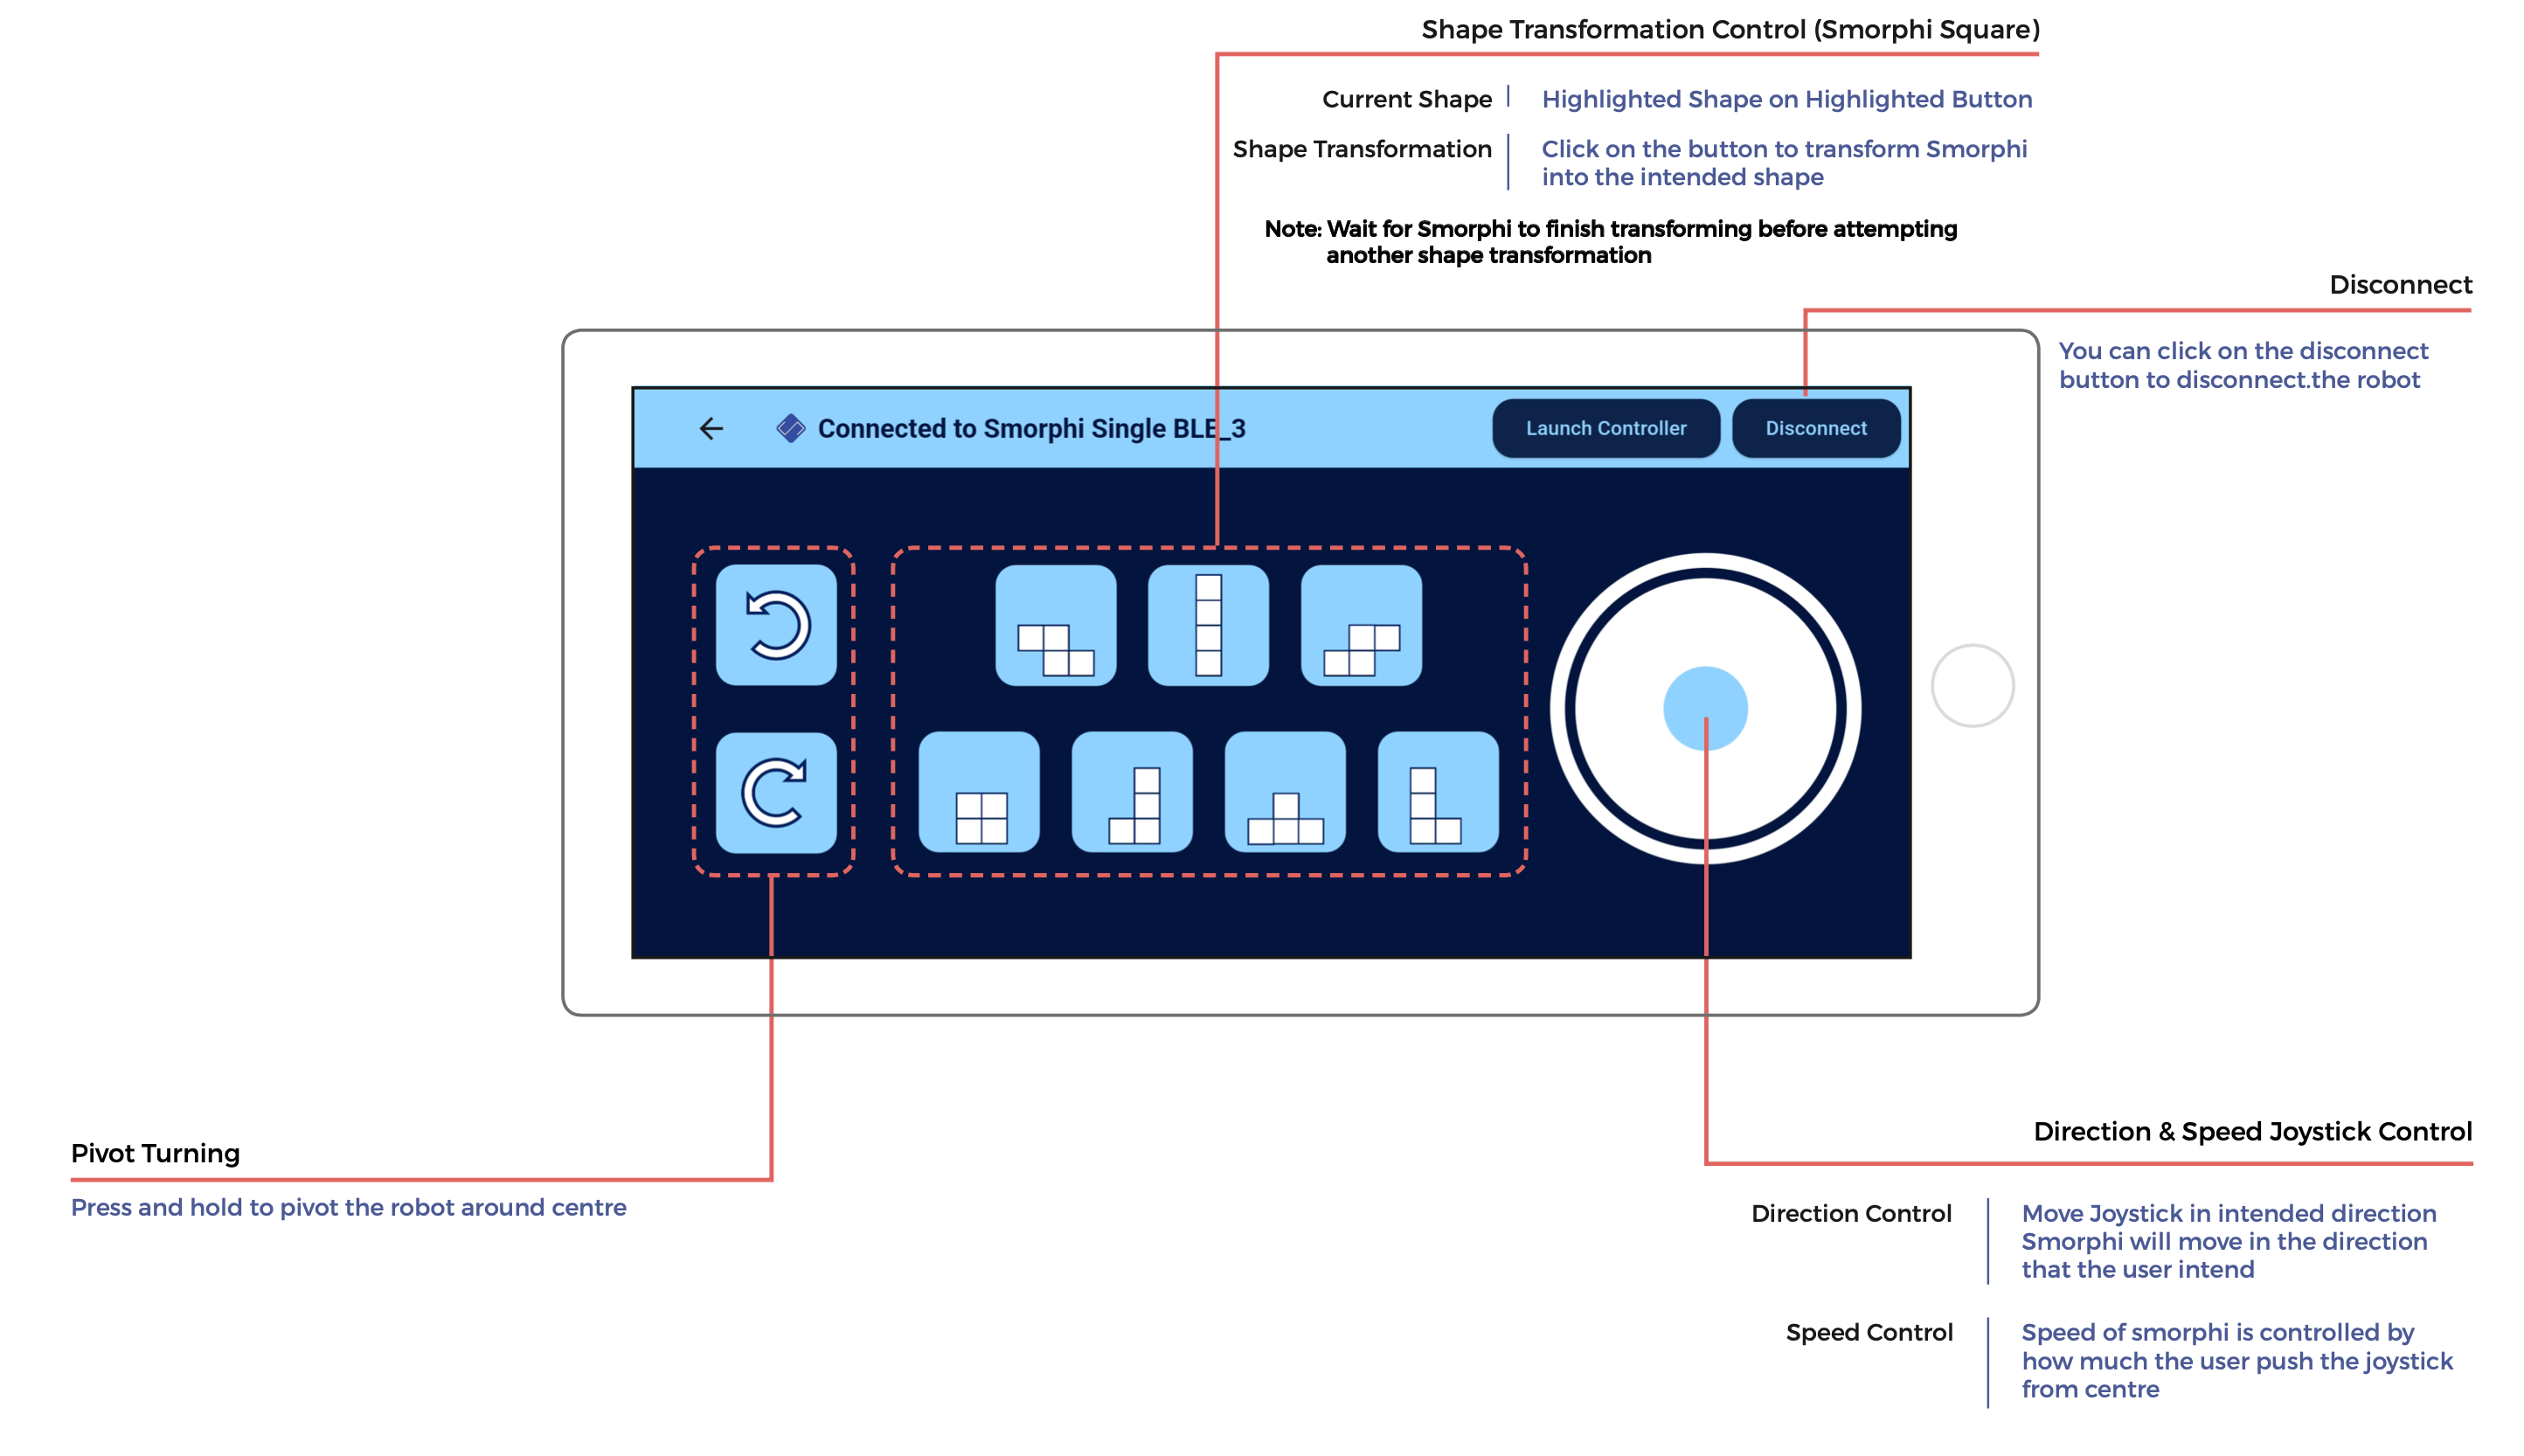 Shape Transformation Control (Smorphi Square)
Current Shape
Highlighted Shape on Highlighted Button
Shape Transformation
Click on the button to transform Smorphi
into the intended shape
Note: Wait for Smorphi to finish transforming before attempting
another shape transformation
Disconnect
You can click on the disconnect
button to disconnect.the robot
Connected to Smorphi Single BLE_3
Launch Controller
Disconnect
Pivot Turning
Press and hold to pivot the robot around centre
Direction & Speed Joystick Control
Direction Control
Move Joystick in intended direction
Smorphi will move in the direction
that the user intend
Speed Control
Speed of smorphi is controlled by
how much the user push the joystick
from centre